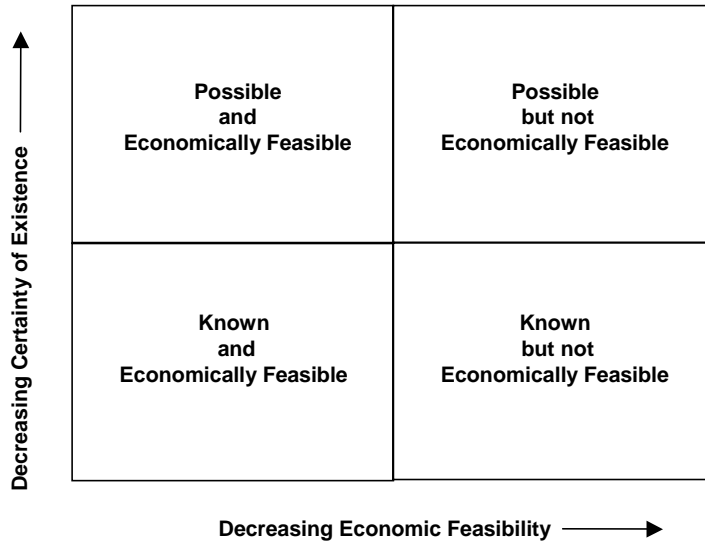 Possible
and
Economically Feasible
Possible
but not
Economically Feasible
Known
and
Economically Feasible
Known
but not
Economically Feasible
Decreasing Certainty of Existence
Decreasing Economic Feasibility